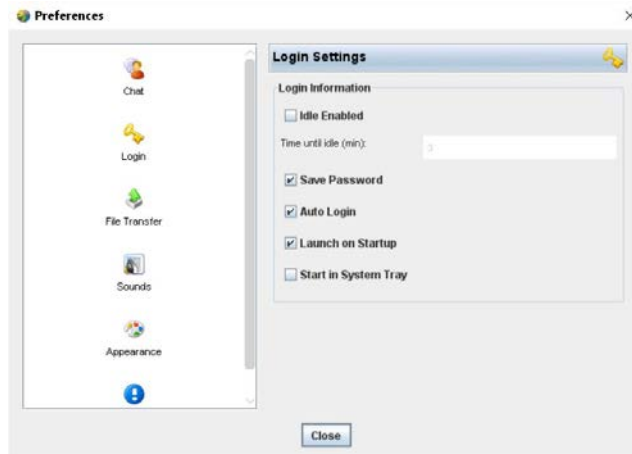 Preferences
Chat
Login
File Transfer
Sounds
Appearance
Login Settings
Login Information
Idle Enabled
Time until idle (min):
3
Save Password
Auto Login
Launch on Startup
Start in System Tray
Close